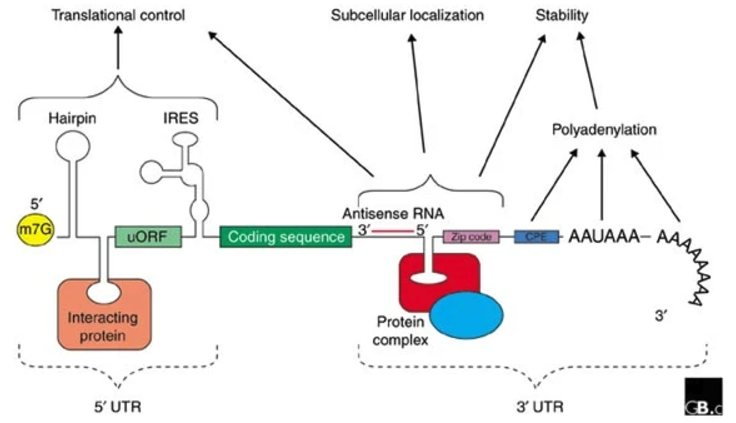 Translational control
Subcellular localization
Stability
Polyadenylation
Hairpin
IRES
5′
m7G
uORF
Coding sequence
Antisense RNA
3′
5′
Zip code
CPE
AAUAAA– AAAAAAA
3′
Interacting
protein
Protein
complex
5′ UTR
3′ UTR